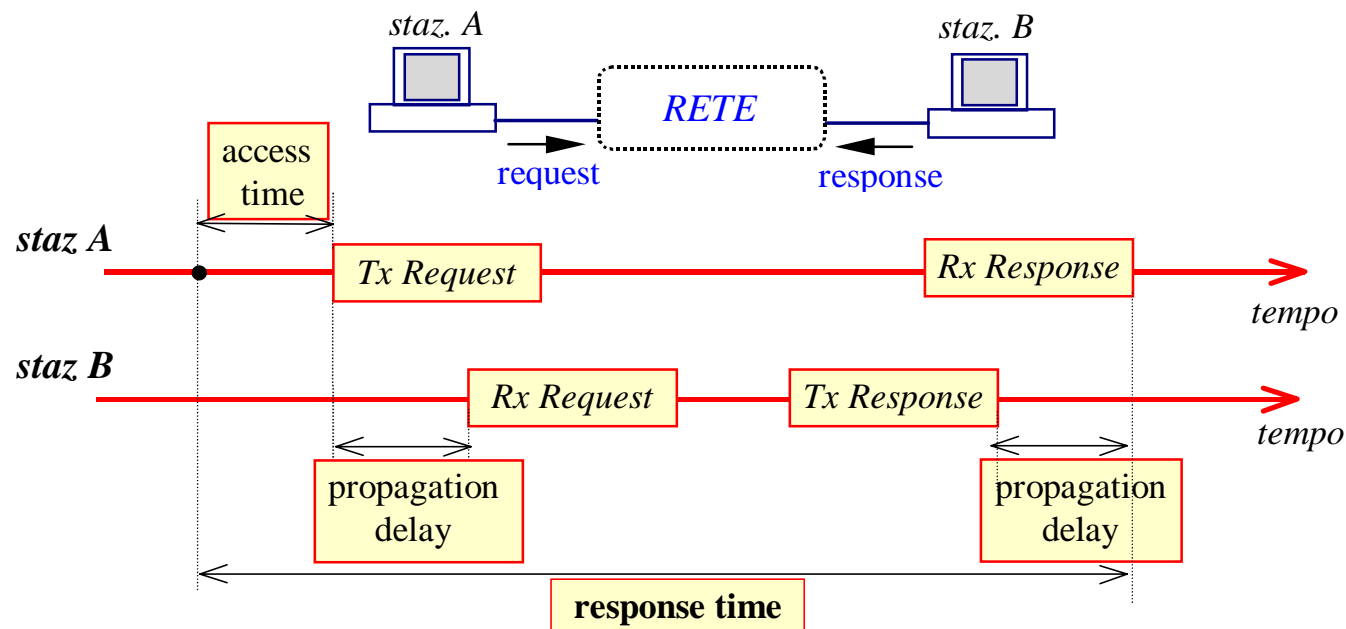 staz. A
staz. B
RETE
request
response
access
time
staz A
Tx Request
Rx Response
tempo
staz B
Rx Request
Tx Response
tempo
propagation
delay
propagation
delay
response time